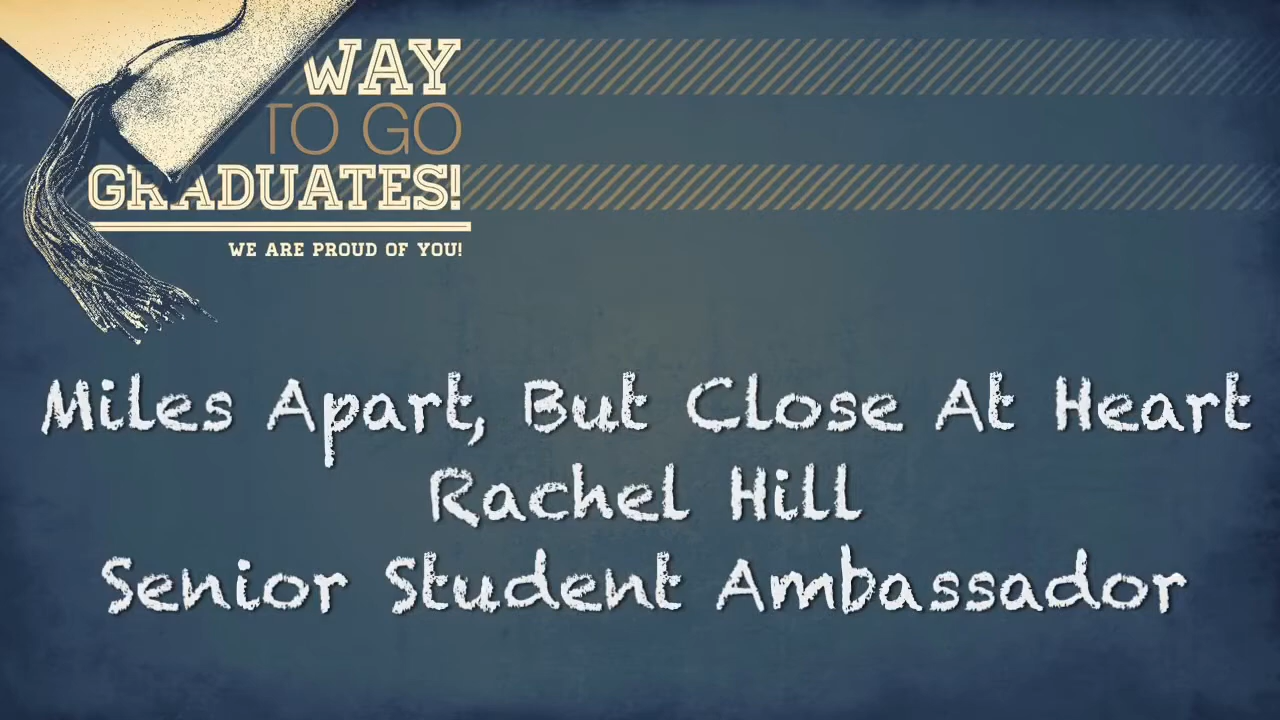 WAY
TO GO
GRADUATES!
WE ARE PROUD OF YOU!
Miles Apart, But Close At Heart
Rachel Hill
Senior Student Ambassador